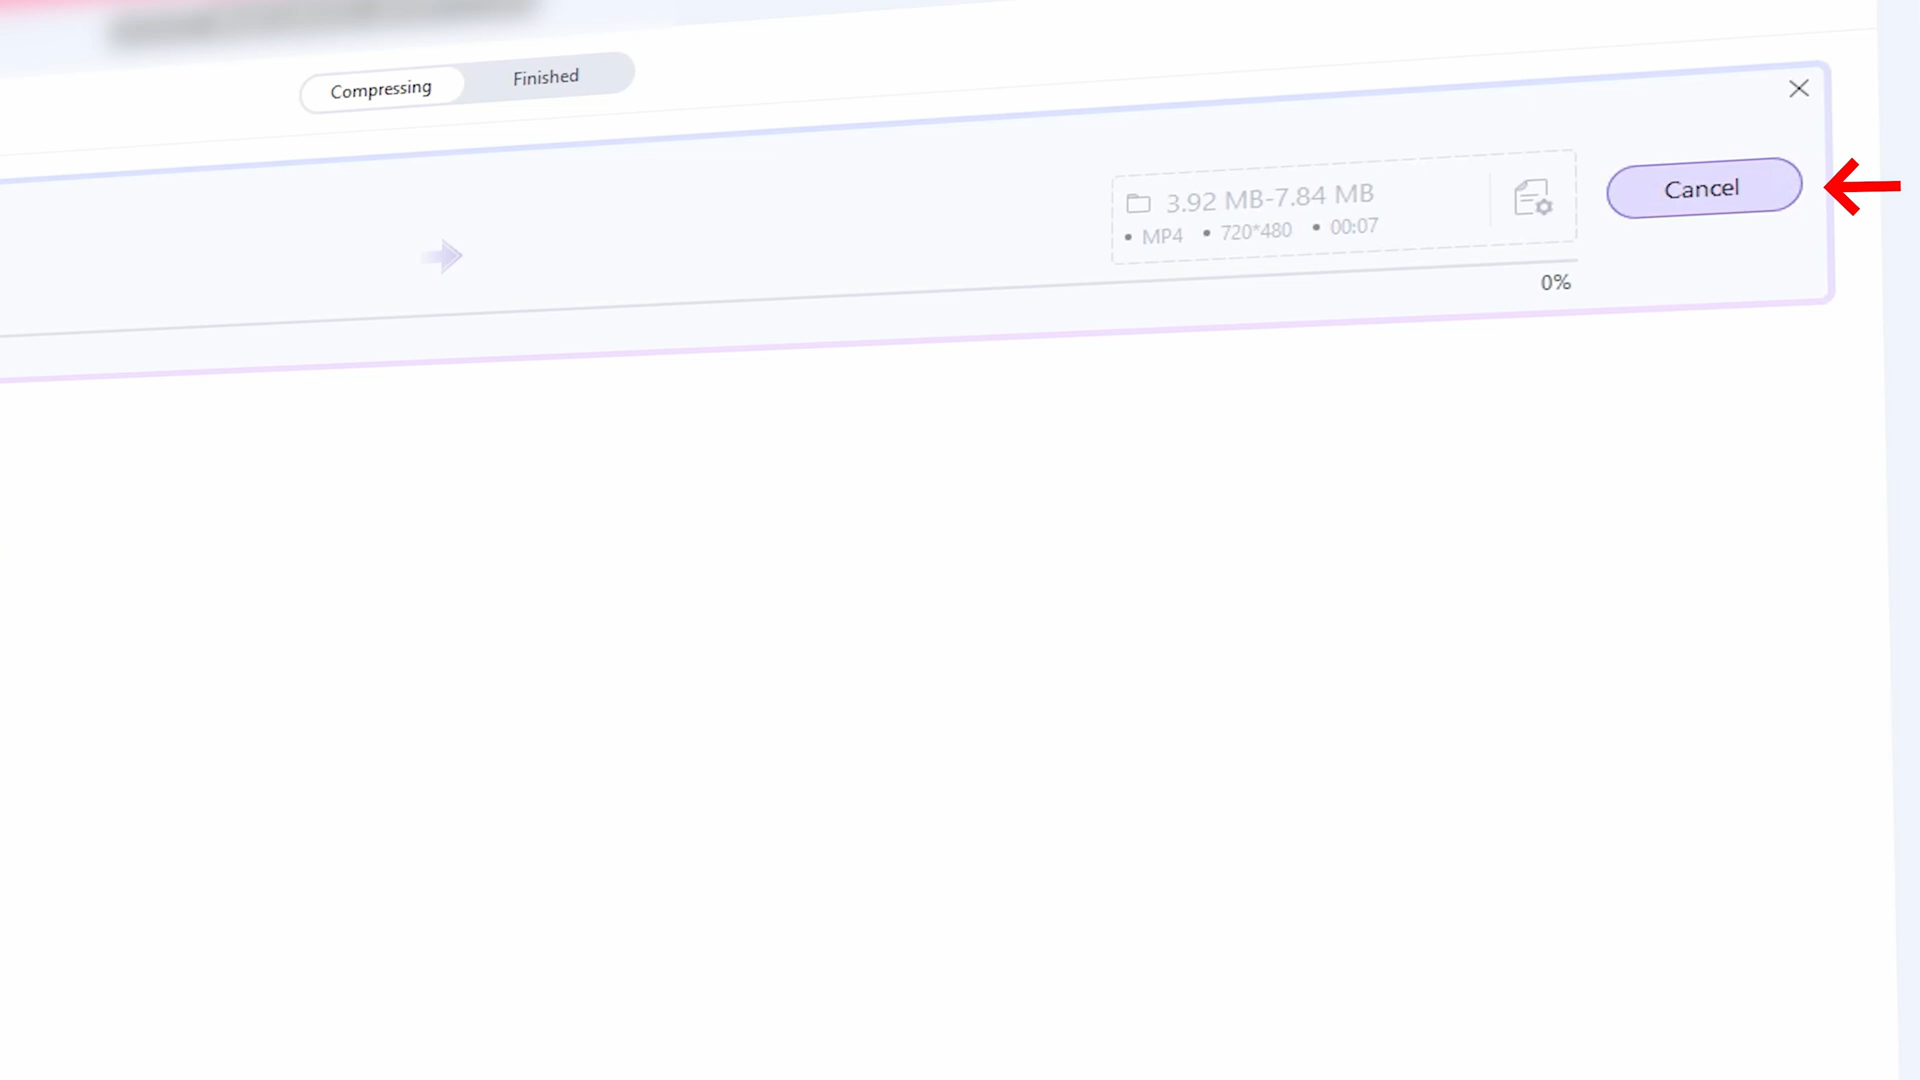 Compressing Finished
3.92 MB-7.84 MB
• MP4 • 720*480 • 00:07
Cancel
0%